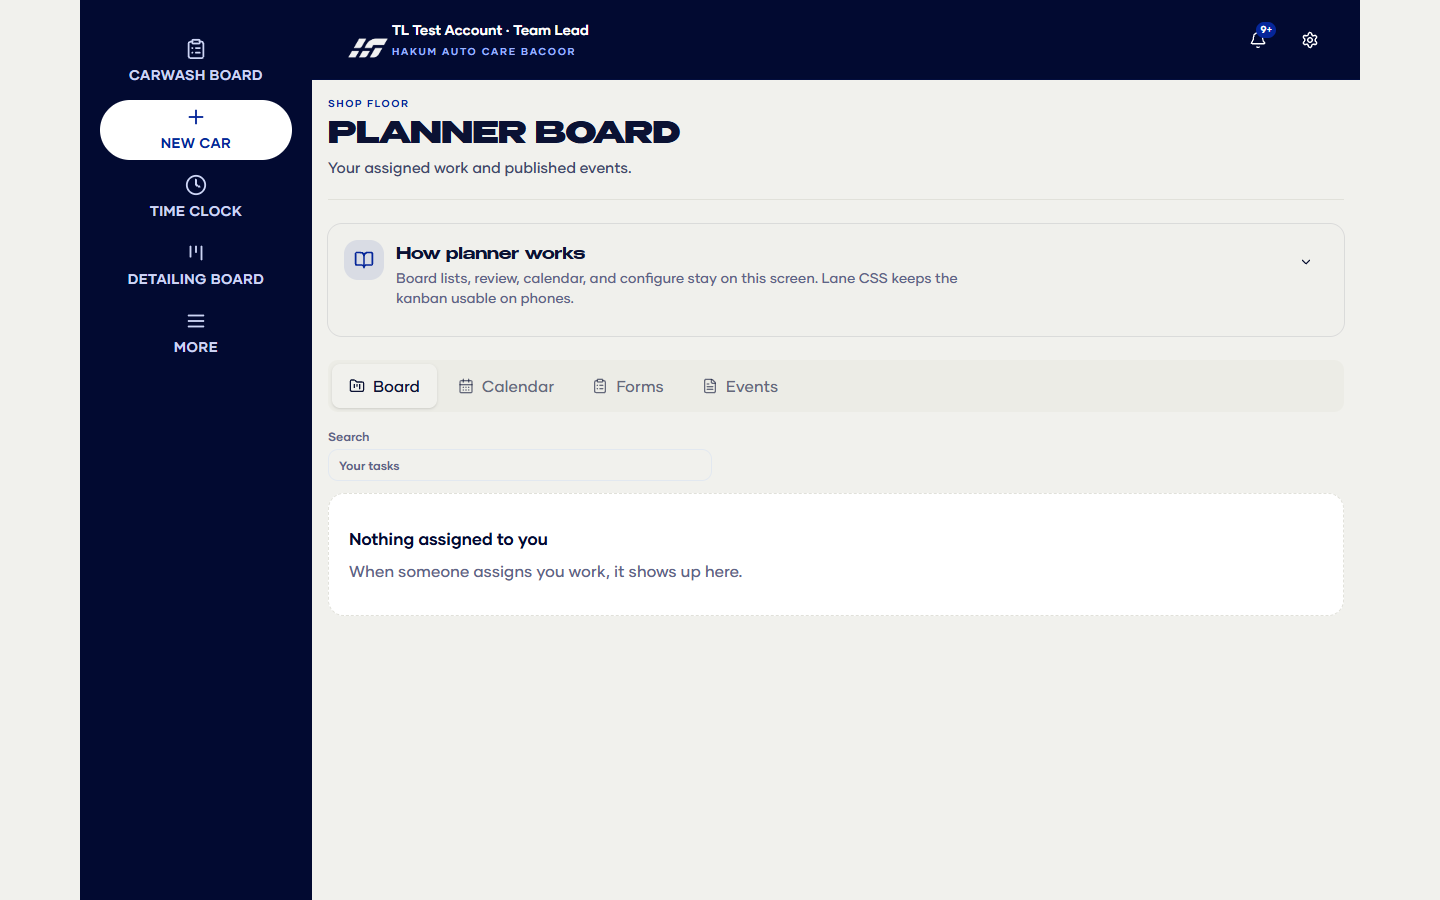 CARWASH BOARD
NEW CAR
TIME CLOCK
DETAILING BOARD
MORE
TL Test Account · Team Lead
HAKUM AUTO CARE BACOOR
9+
SHOP FLOOR
PLANNER BOARD
Your assigned work and published events.
How planner works
Board lists, review, calendar, and configure stay on this screen. Lane CSS keeps the
kanban usable on phones.
Board
Calendar
Forms
Events
Search
Your tasks
Nothing assigned to you
When someone assigns you work, it shows up here.